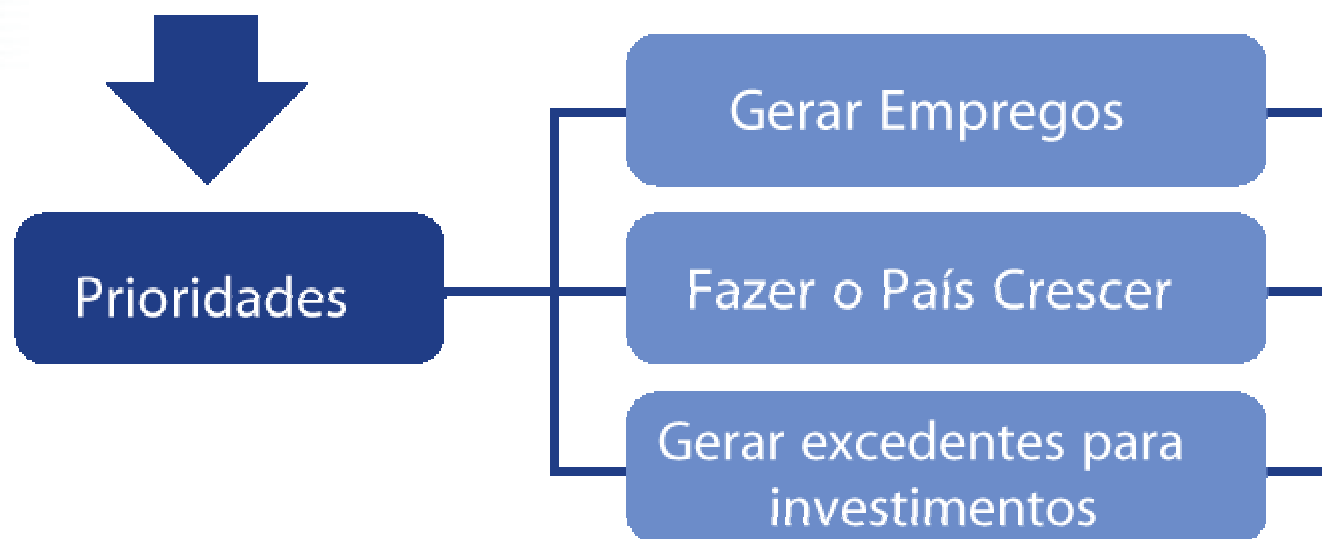 Prioridades
Gerar Empregos
Fazer o País Crescer
Gerar excedentes para
investimentos